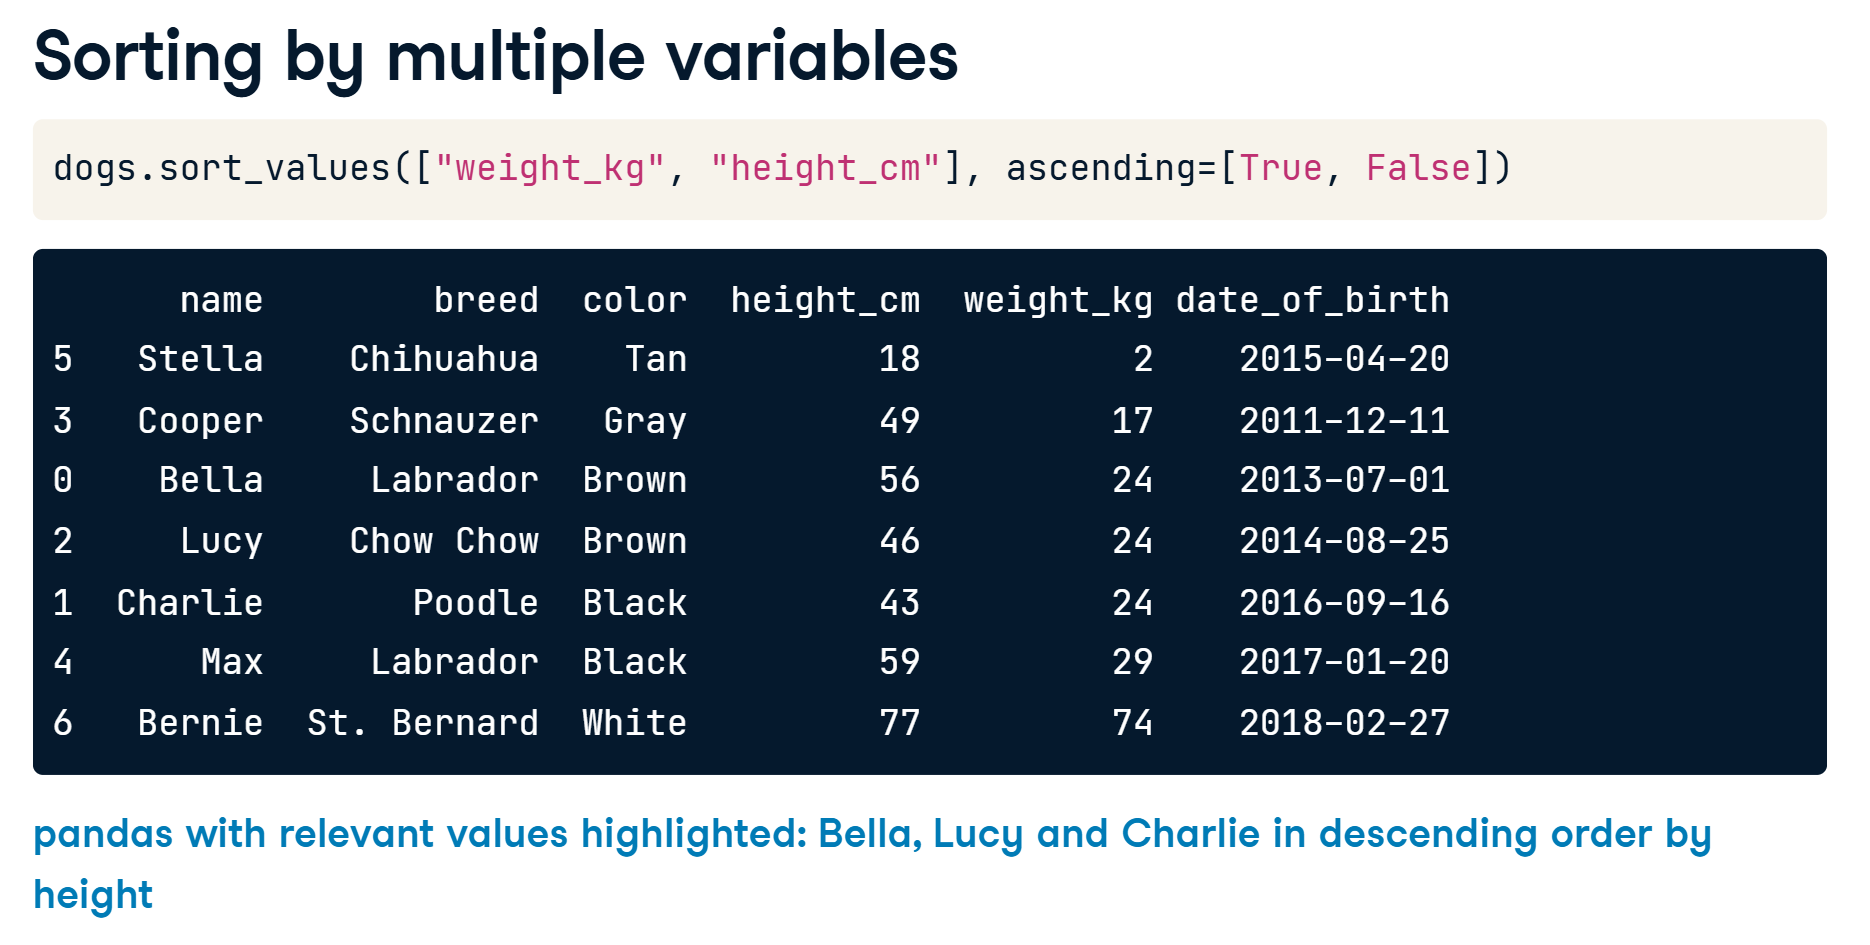 Sorting by multiple variables
dogs.sort_values(["weight_kg", "height_cm"], ascending=[True, False])
      name        breed  color  height_cm  weight_kg date_of_birth
5   Stella    Chihuahua    Tan         18          2    2015-04-20
3   Cooper    Schnauzer   Gray         49         17    2011-12-11
0    Bella     Labrador  Brown         56         24    2013-07-01
2     Lucy    Chow Chow  Brown         46         24    2014-08-25
1  Charlie       Poodle  Black         43         24    2016-09-16
4      Max     Labrador  Black         59         29    2017-01-20
6   Bernie  St. Bernard  White         77         74    2018-02-27
pandas with relevant values highlighted: Bella, Lucy and Charlie in descending order by
height